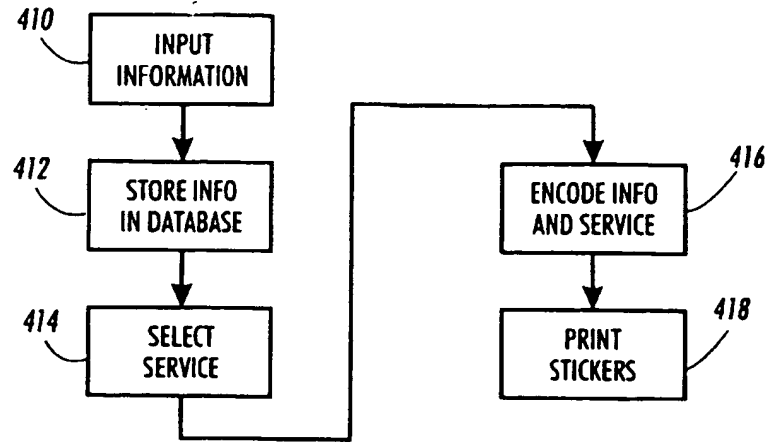 410
INPUT
INFORMATION
412
STORE INFO
IN DATABASE
414
SELECT
SERVICE
416
ENCODE INFO
AND SERVICE
418
PRINT
STICKERS